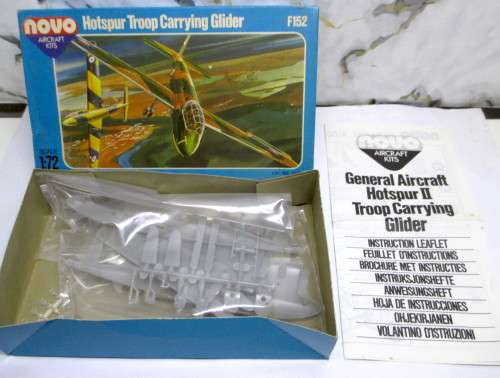 novo
AIRCRAFT
KITS
Hotspur Troop Carrying Glider
F152
SCALE
1:72
novo
AIRCRAFT
KITS
General Aircraft
Hotspur II
Troop Carrying
Glider
INSTRUCTION LEAFLET
FEUILLET D'INSTRUCTIONS
BROCHURE MET INSTRUCTIES
INSTRUKSJONSHEFTE
ANWEISUNGSHEFT
HOJA DE INSTRUCCIONES
OHJEKIRJANEN
VOLANTINO D'ISTRUZIONI